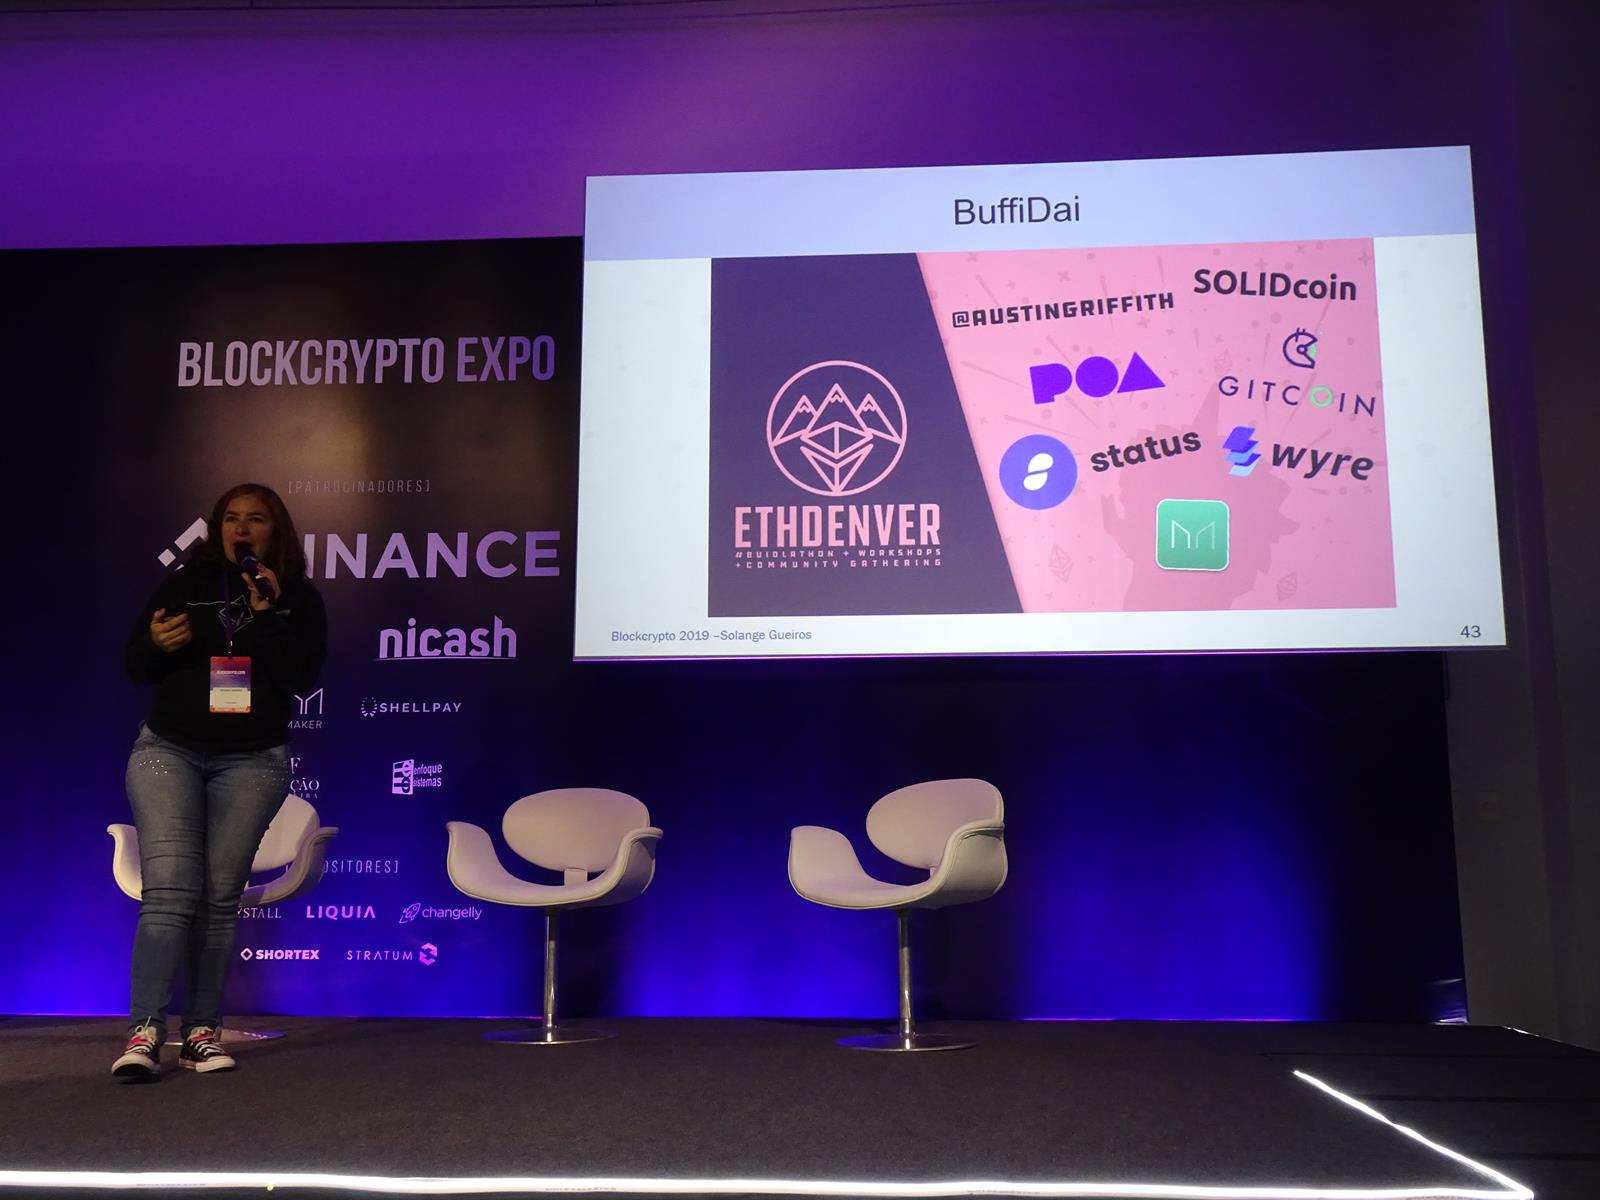 BuffiDai
@AUSTINGRIFFITH
SOLIDcoin
POA
GITCOIN
status
wyre
ETHDENVER
#BUIDLATHON + WORKSHOPS
+COMMUNITY GATHERING
Blockcrypto 2019 –Solange Gueiros
43
BLOCKCRYPTO EXPO
[PATROCINADORES]
INANCE
nicash
MAKER
SHELLPAY
enfoque
sistemas
OSITORES]
YSTALL
LIQUIA
changelly
SHORTEX
STRATUM